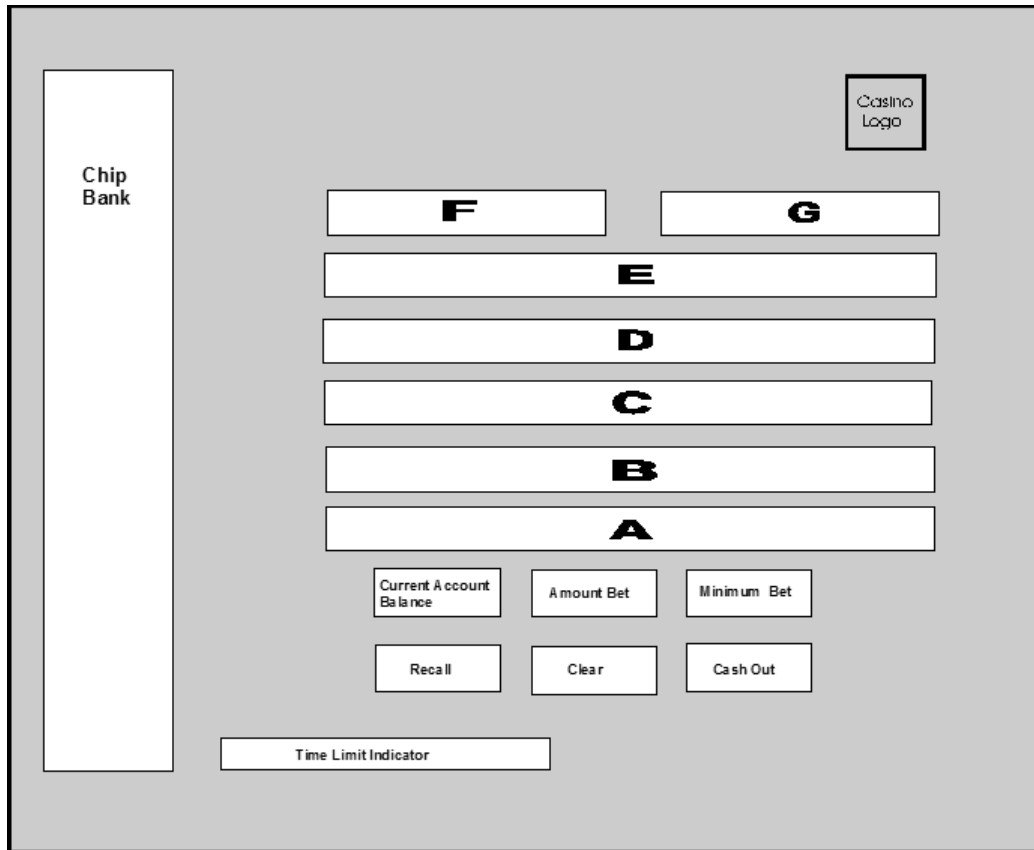 Casino
Logo
Chip
Bank
F
G
E
D
C
B
A
Current Account
Balance
Amount Bet
Minimum Bet
Recall
Clear
Cash Out
Time Limit Indicator